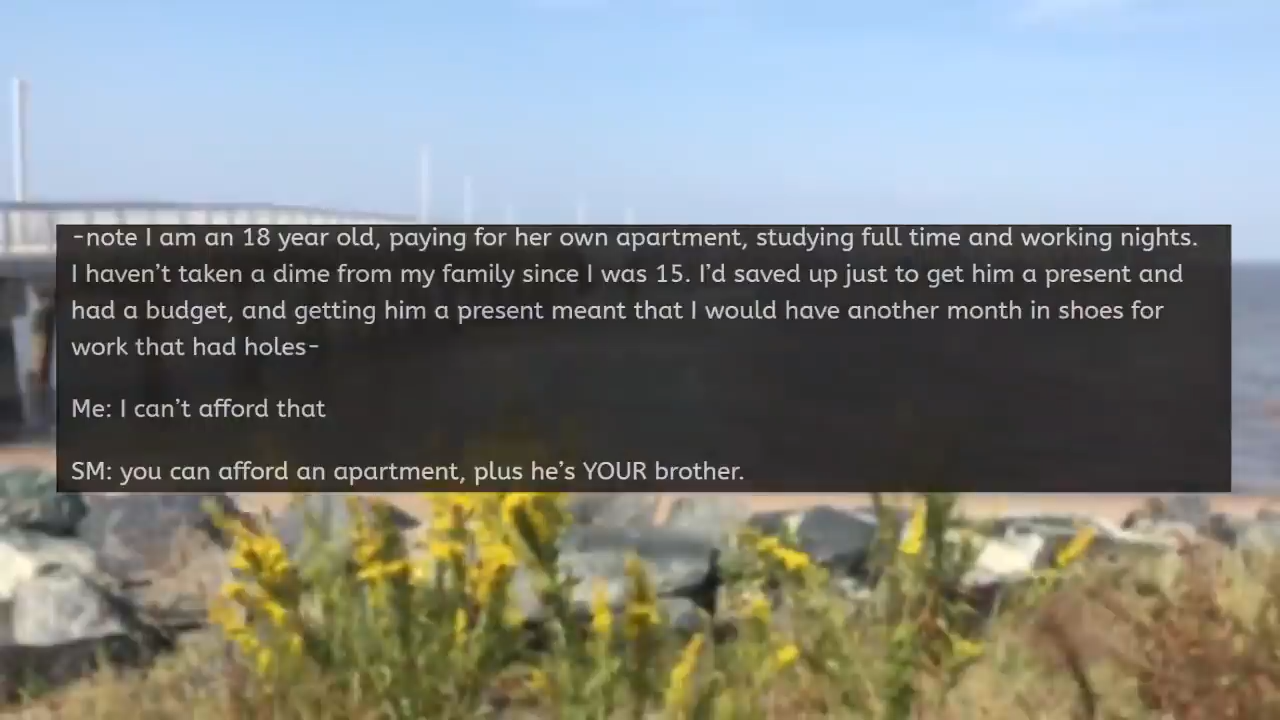 -note I am an 18 year old, paying for her own apartment, studying full time and working nights.
I haven't taken a dime from my family since I was 15. I'd saved up just to get him a present and
had a budget, and getting him a present meant that I would have another month in shoes for
work that had holes-
Me: I can't afford that
SM: you can afford an apartment, plus he's YOUR brother.